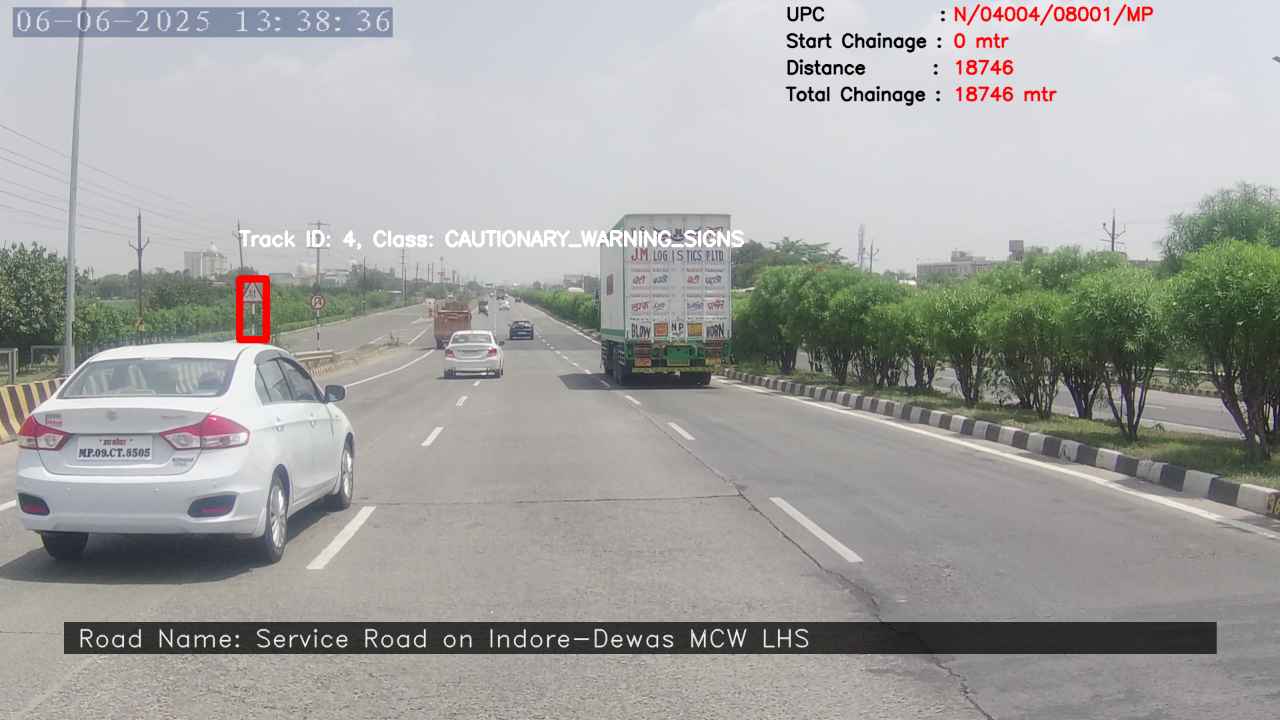 06-06-2025 13:38:36
UPC : N/04004/08001/MP
Start Chainage : 0 mtr
Distance : 18746
Total Chainage : 18746 mtr
Track ID: 4, Class: CAUTIONARY_WARNING_SIGNS
J.M. LOGISTICS P.LTD
BLOW NP HORN
MP.09.CT.8505
Road Name: Service Road on Indore-Dewas MCW LHS